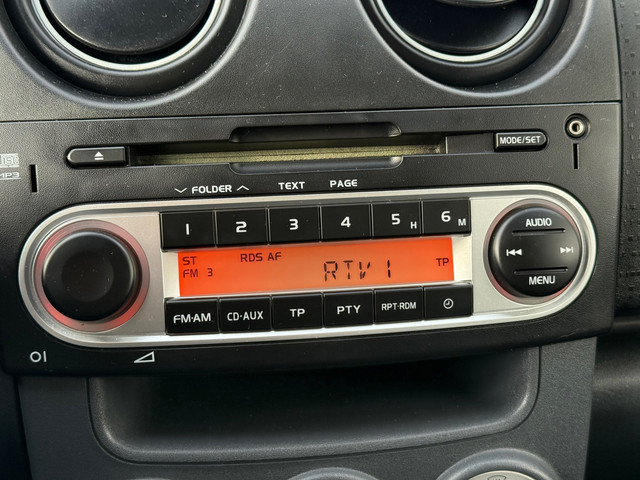 MODE/SET
MP3
FOLDER TEXT PAGE
1 2 3 4 5 H 6 M
AUDIO
ST RDS AF
FM 3 RTV 1 TP
MENU
FM·AM CD·AUX TP PTY RPT·RDM